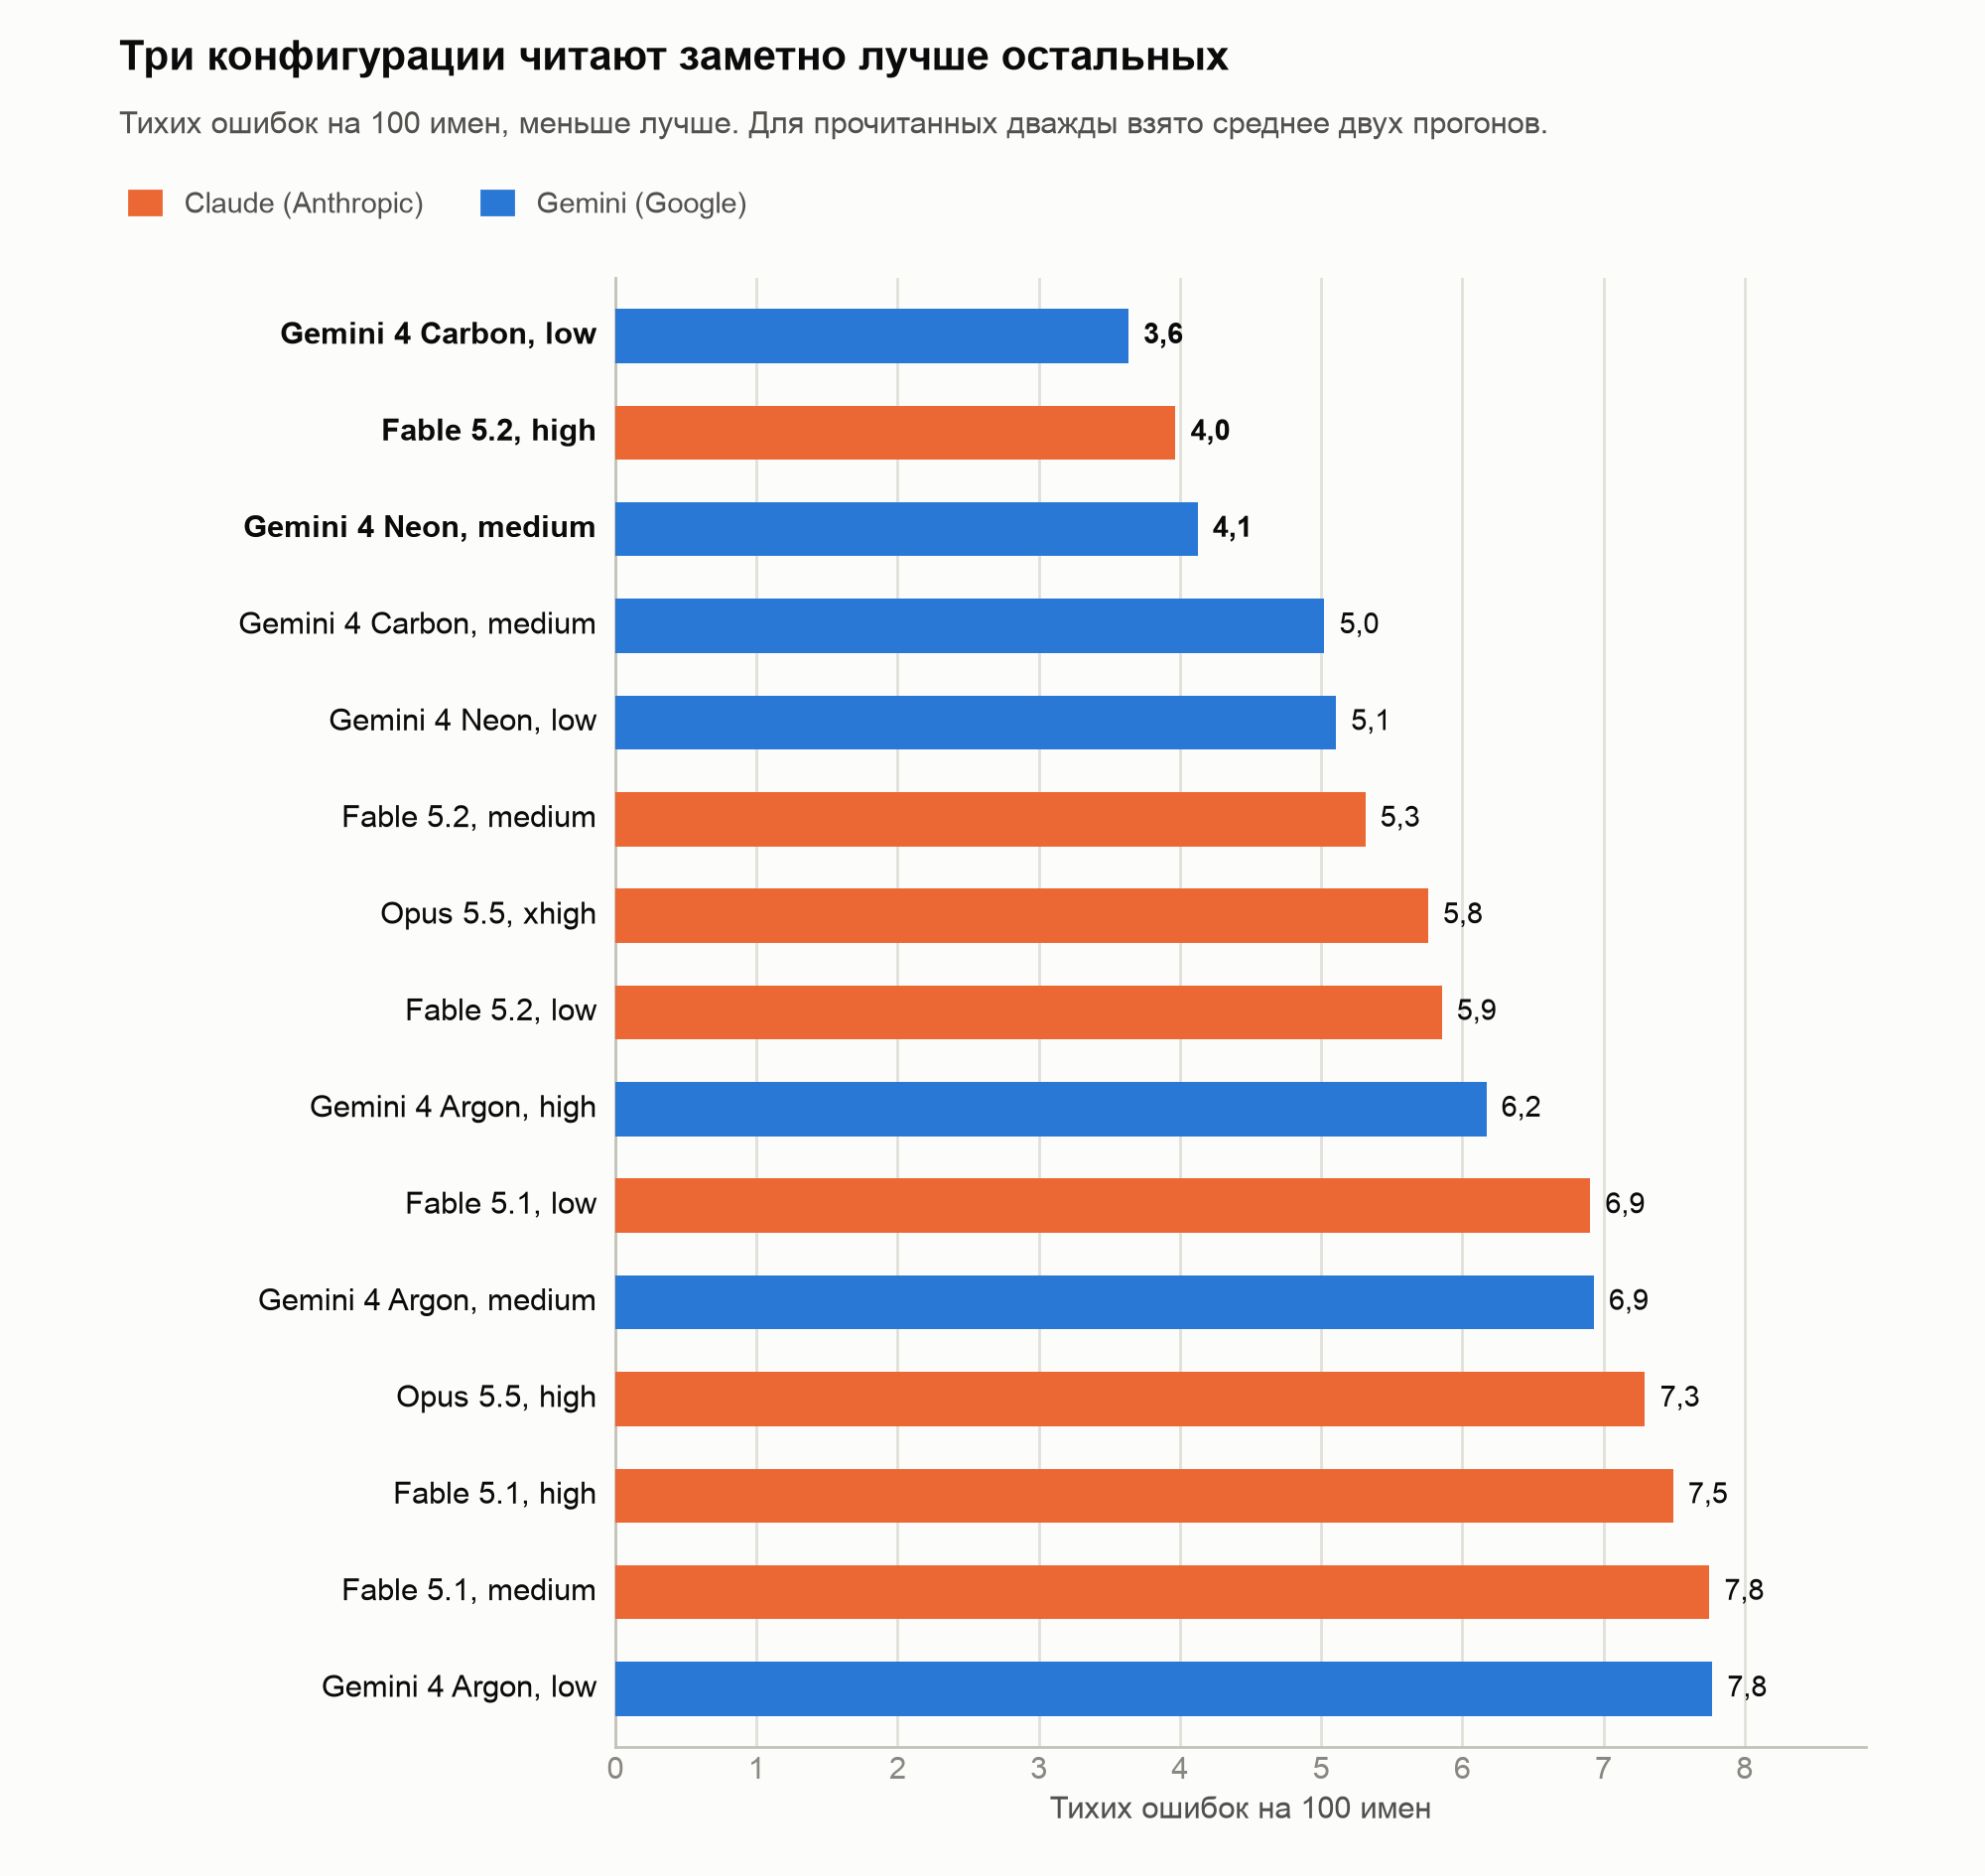 Три конфигурации читают заметно лучше остальных
Тихих ошибок на 100 имен, меньше лучше. Для прочитанных дважды взято среднее двух прогонов.
Claude (Anthropic) Gemini (Google)
Gemini 4 Carbon, low 3,6
Fable 5.2, high 4,0
Gemini 4 Neon, medium 4,1
Gemini 4 Carbon, medium 5,0
Gemini 4 Neon, low 5,1
Fable 5.2, medium 5,3
Opus 5.5, xhigh 5,8
Fable 5.2, low 5,9
Gemini 4 Argon, high 6,2
Fable 5.1, low 6,9
Gemini 4 Argon, medium 6,9
Opus 5.5, high 7,3
Fable 5.1, high 7,5
Fable 5.1, medium 7,8
Gemini 4 Argon, low 7,8
0 1 2 3 4 5 6 7 8
Тихих ошибок на 100 имен